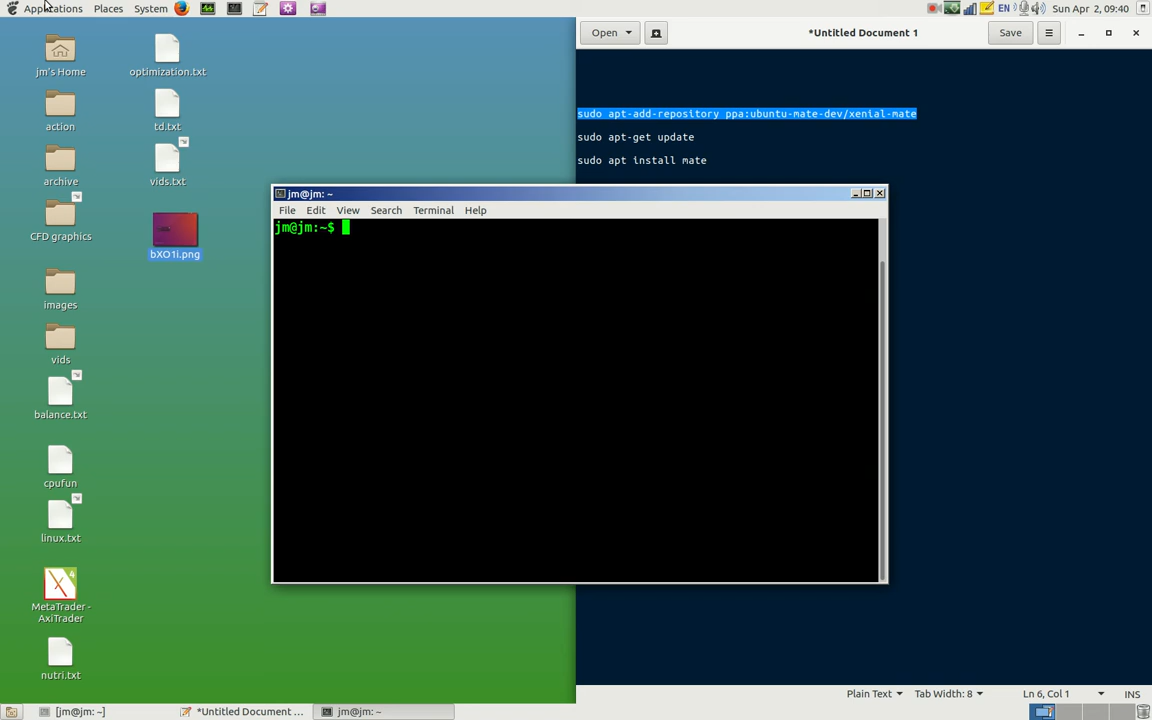 Applications Places System EN Sun Apr 2, 09:40
jm's Home
optimization.txt
action
td.txt
archive
vids.txt
CFD graphics
bXO1i.png
images
vids
balance.txt
cpufun
linux.txt
4
MetaTrader -
AxiTrader
nutri.txt
Open *Untitled Document 1 Save
sudo apt-add-repository ppa:ubuntu-mate-dev/xenial-mate
sudo apt-get update
sudo apt install mate
jm@jm: ~
File Edit View Search Terminal Help
jm@jm:~$
Plain Text Tab Width: 8 Ln 6, Col 1 INS
[jm@jm: ~] *Untitled Document ... jm@jm: ~